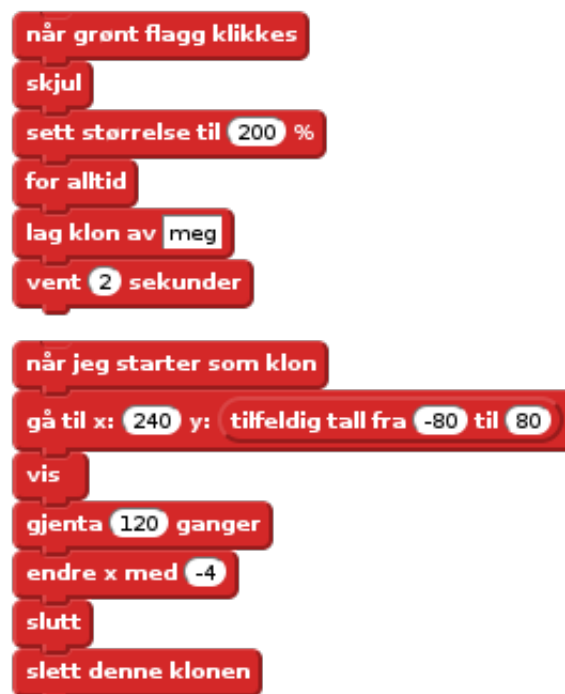 når grønt flagg klikkes
skjul
sett størrelse til 200 %
for alltid
lag klon av meg
vent 2 sekunder
når jeg starter som klon
gå til x: 240 y: tilfeldig tall fra -80 til 80
vis
gjenta 120 ganger
endre x med -4
slutt
slett denne klonen